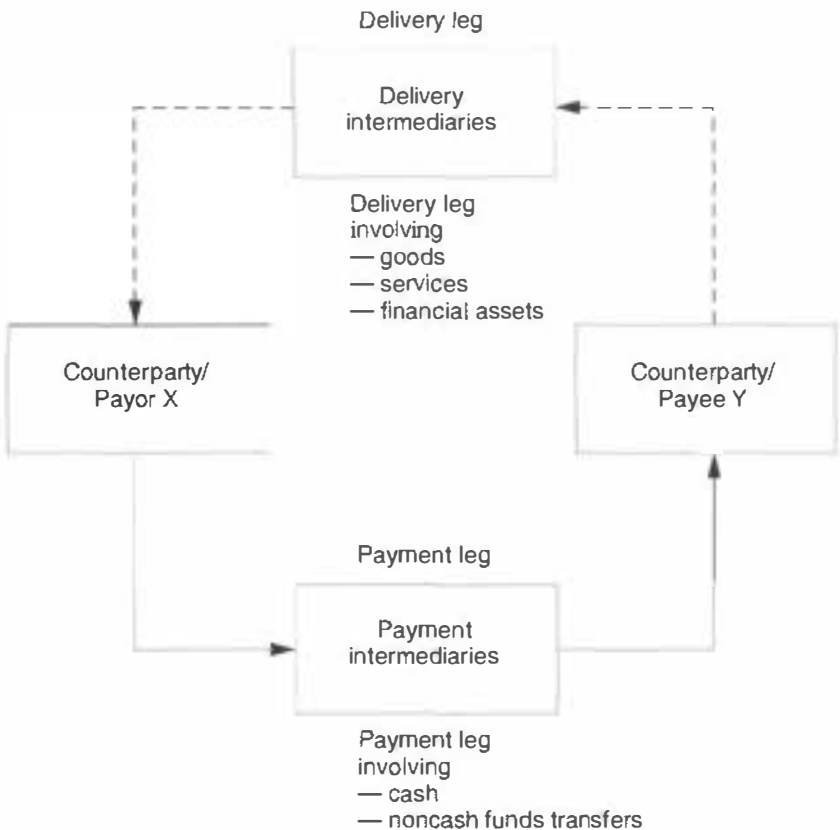 Delivery leg
Delivery
intermediaries
Delivery leg
involving
— goods
— services
— financial assets
Counterparty/
Payor X
Counterparty/
Payee Y
Payment leg
Payment
intermediaries
Payment leg
involving
— cash
— noncash funds transfers